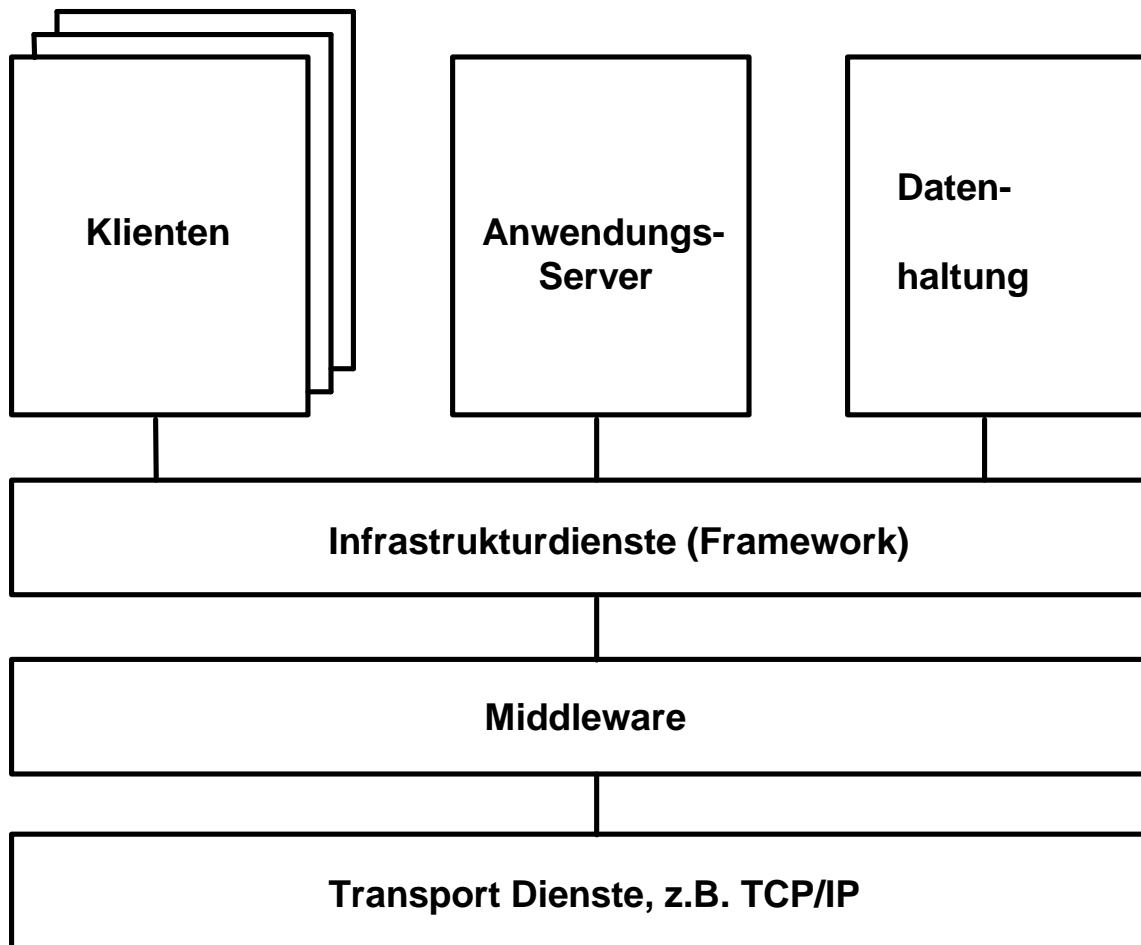 Klienten
Anwendungs-
Server
Daten-
haltung
Infrastrukturdienste (Framework)
Middleware
Transport Dienste, z.B. TCP/IP